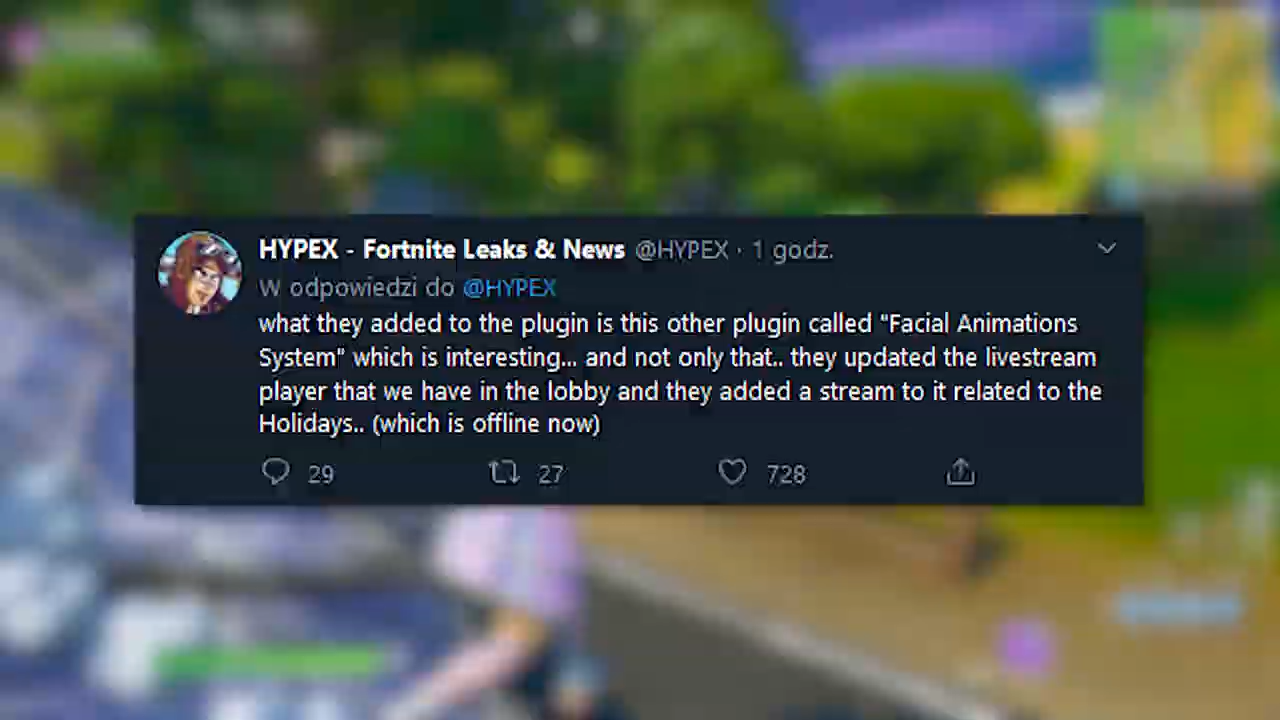 HYPEX - Fortnite Leaks & News @HYPEX · 1 godz.
W odpowiedzi do @HYPEX
what they added to the plugin is this other plugin called "Facial Animations
System" which is interesting... and not only that.. they updated the livestream
player that we have in the lobby and they added a stream to it related to the
Holidays.. (which is offline now)
29 27 728